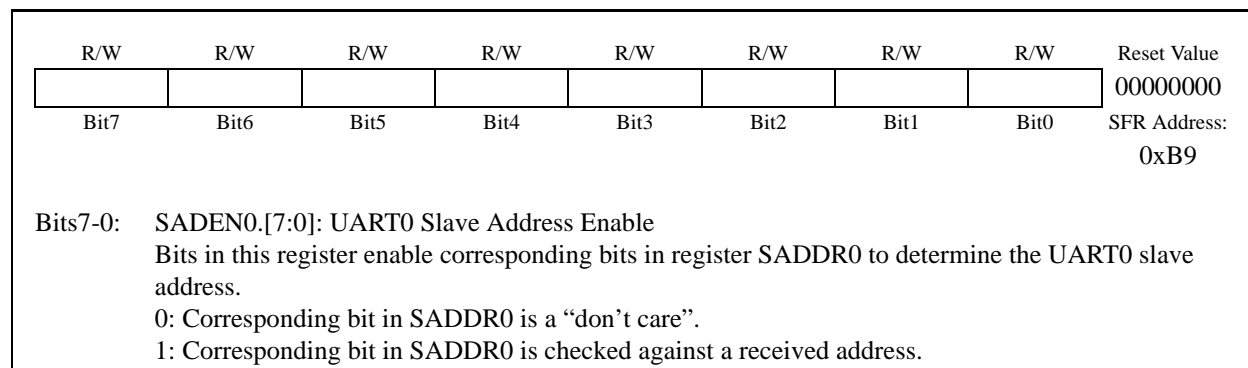 R/W R/W R/W R/W R/W R/W R/W R/W Reset Value
00000000
Bit7 Bit6 Bit5 Bit4 Bit3 Bit2 Bit1 Bit0 SFR Address:
0xB9
Bits7-0: SADEN0.[7:0]: UART0 Slave Address Enable
Bits in this register enable corresponding bits in register SADDR0 to determine the UART0 slave
address.
0: Corresponding bit in SADDR0 is a “don’t care”.
1: Corresponding bit in SADDR0 is checked against a received address.